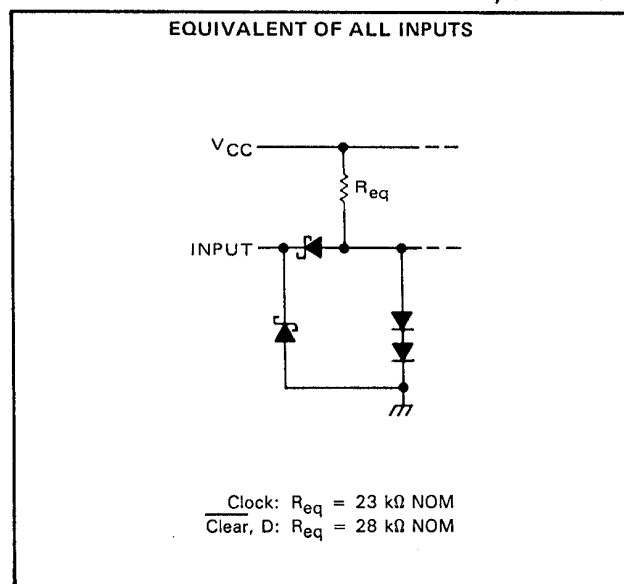 EQUIVALENT OF ALL INPUTS
VCC
Req
INPUT
Clock: Req = 23 kΩ NOM
Clear, D: Req = 28 kΩ NOM